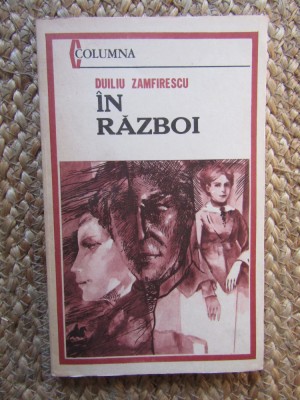 COLUMNA
DUILIU ZAMFIRESCU
ÎN
RĂZBOI